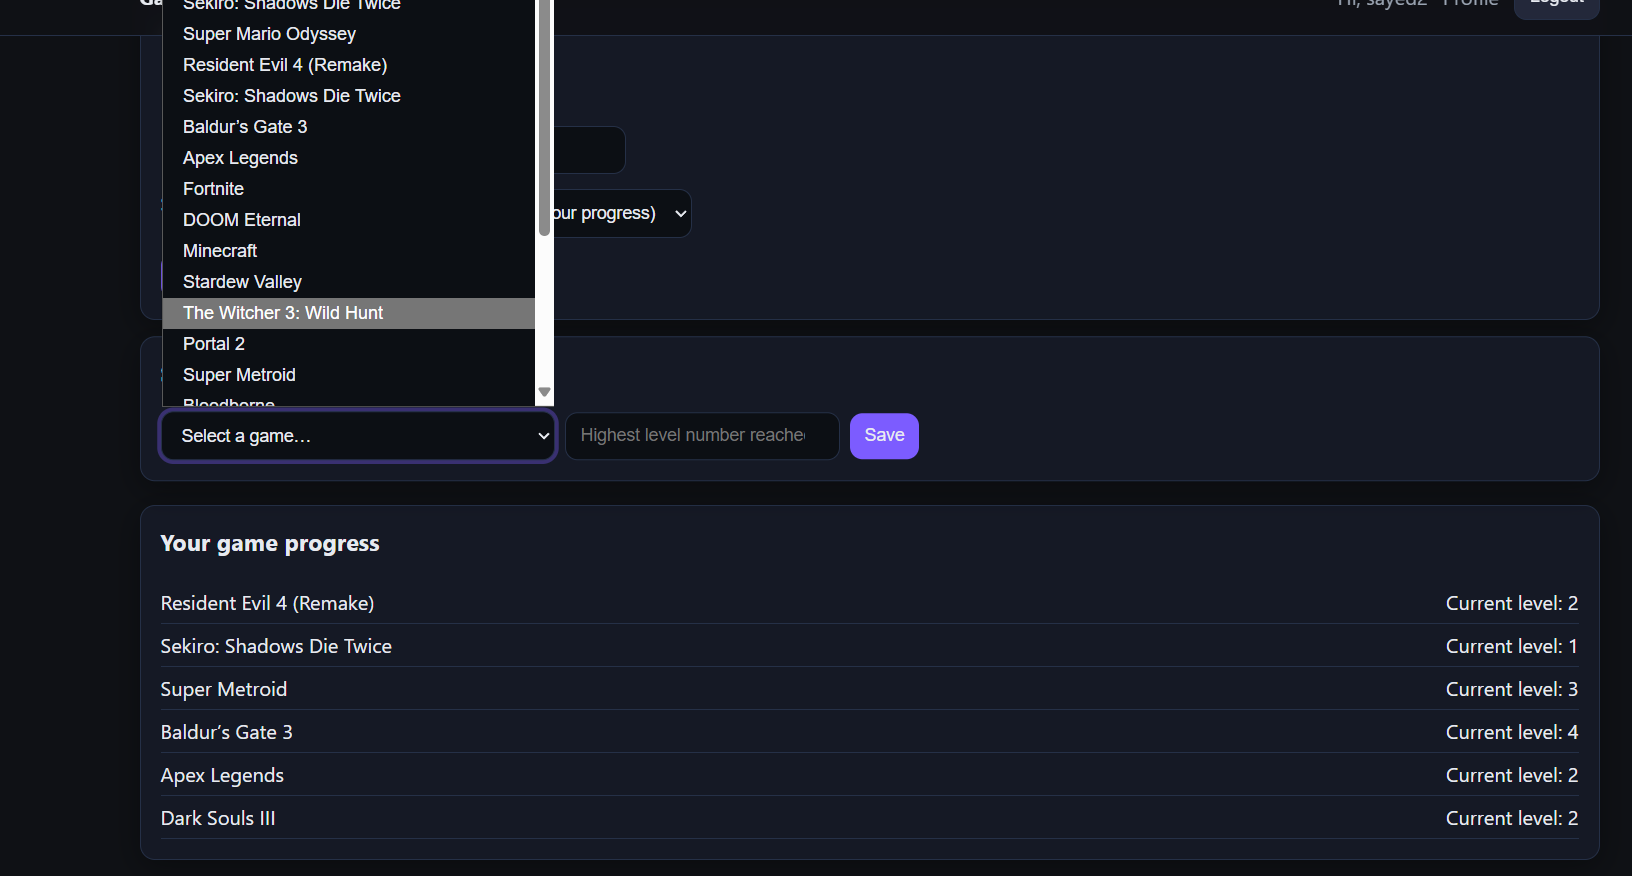 Sekiro: Shadows Die Twice
Hi, sayed2 Profile Logout
Super Mario Odyssey
Resident Evil 4 (Remake)
Sekiro: Shadows Die Twice
Baldur’s Gate 3
Apex Legends
Fortnite
our progress)
DOOM Eternal
Minecraft
Stardew Valley
The Witcher 3: Wild Hunt
Portal 2
Super Metroid
Bloodborne
Select a game…
Highest level number reache
Save
Your game progress
Resident Evil 4 (Remake) Current level: 2
Sekiro: Shadows Die Twice Current level: 1
Super Metroid Current level: 3
Baldur’s Gate 3 Current level: 4
Apex Legends Current level: 2
Dark Souls III Current level: 2